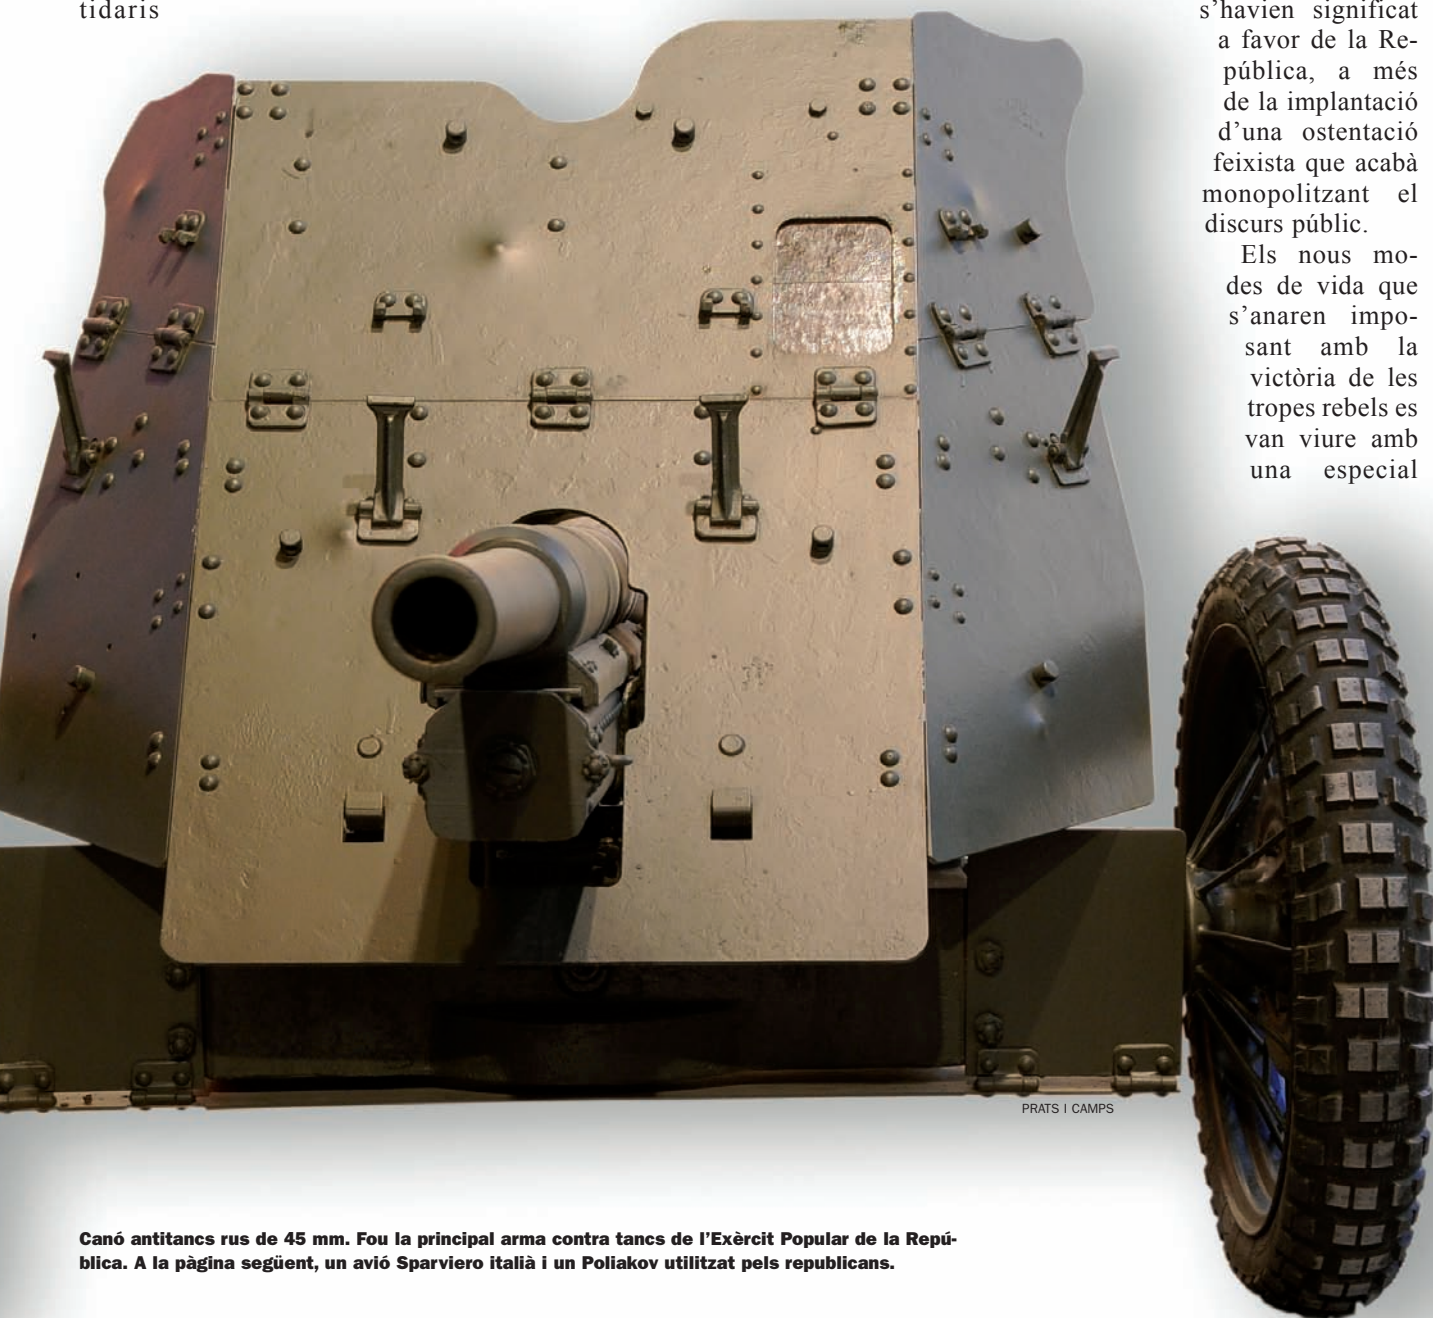 tidaris
s'havien significat
a favor de la Re-
pública, a més
de la implantació
d'una ostentació
feixista que acabà
monopolitzant el
discurs públic.
Els nous mo-
des de vida que
s'anaren impo-
sant amb la
victòria de les
tropes rebels es
van viure amb
una especial
PRATS I CAMPS
Canó antitancs rus de 45 mm. Fou la principal arma contra tancs de l'Exèrcit Popular de la Repú-
blica. A la pàgina següent, un avió Sparviero italià i un Poliakov utilitzat pels republicans.